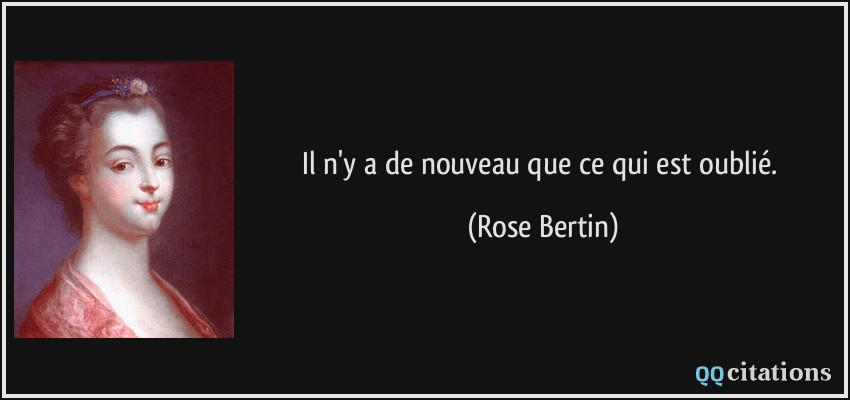 Il n'y a de nouveau que ce qui est oublié.
(Rose Bertin)
QQcitations